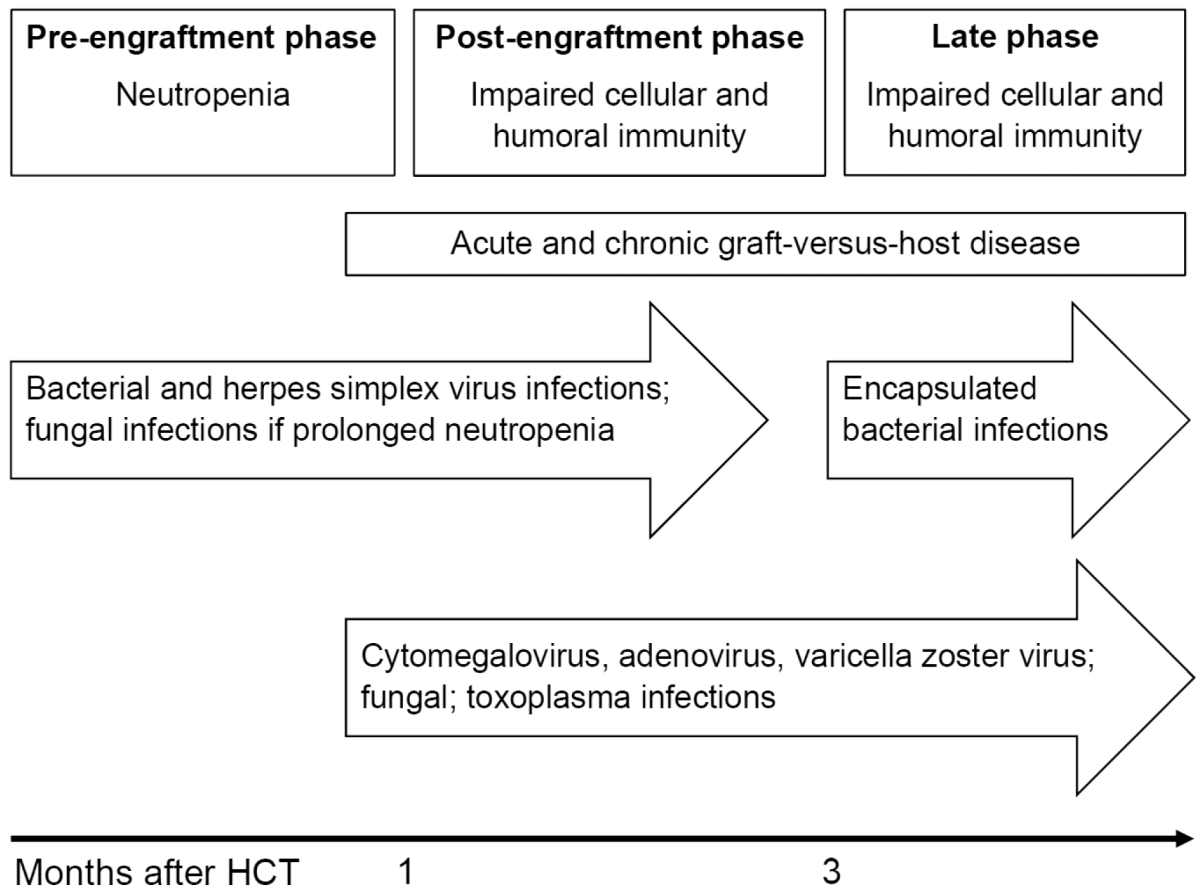 Pre-engraftment phase
Neutropenia
Post-engraftment phase
Impaired cellular and
humoral immunity
Late phase
Impaired cellular and
humoral immunity
Acute and chronic graft-versus-host disease
Bacterial and herpes simplex virus infections;
fungal infections if prolonged neutropenia
Encapsulated
bacterial infections
Cytomegalovirus, adenovirus, varicella zoster virus;
fungal; toxoplasma infections
Months after HCT 1 3